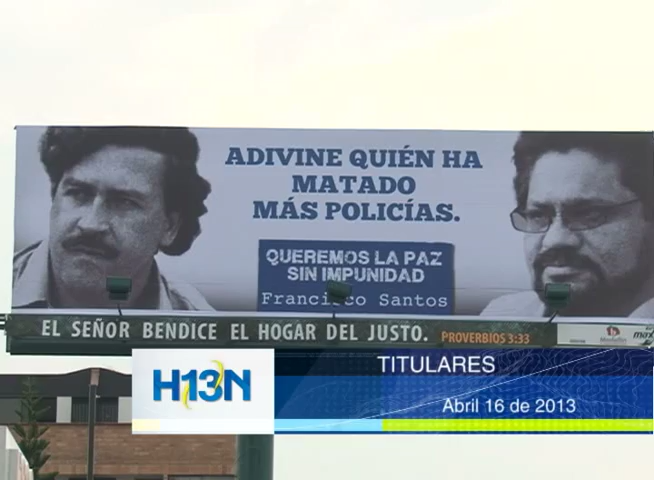 ADIVINE QUIÉN HA
MATADO
MÁS POLICÍAS.
QUEREMOS LA PAZ
SIN IMPUNIDAD
Francisco Santos
EL SEÑOR BENDICE EL HOGAR DEL JUSTO. PROVERBIOS 3:33
H13N
TITULARES
Abril 16 de 2013